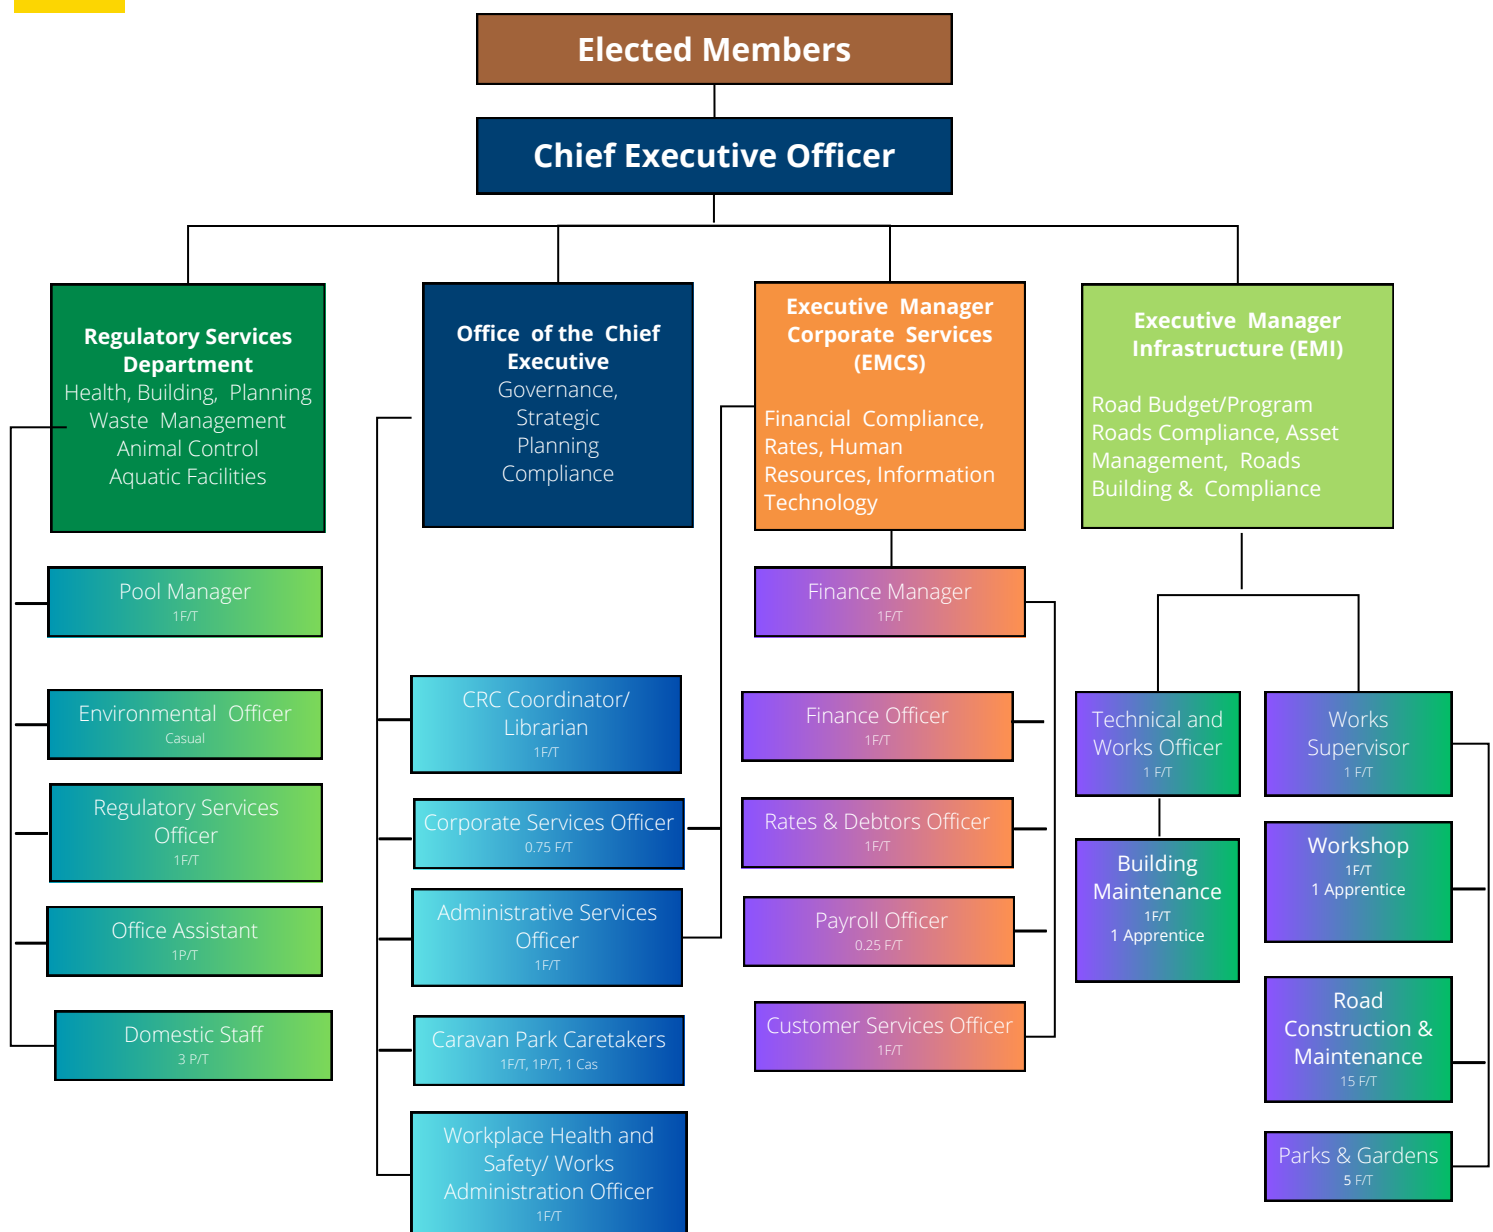 Elected Members
Chief Executive Officer
Regulatory Services
Department
Health, Building, Planning
Waste Management
Animal Control
Aquatic Facilities
Office of the Chief
Executive
Governance,
Strategic
Planning
Compliance
Executive Manager
Corporate Services
(EMCS)
Financial Compliance,
Rates, Human
Resources, Information
Technology
Executive Manager
Infrastructure (EMI)
Road Budget/Program
Roads Compliance, Asset
Management, Roads
Building & Compliance
Pool Manager
1F/T
Environmental Officer
Casual
Regulatory Services
Officer
1F/T
Office Assistant
1P/T
Domestic Staff
3 P/T
CRC Coordinator/
Librarian
1F/T
Corporate Services Officer
0.75 F/T
Administrative Services
Officer
1F/T
Caravan Park Caretakers
1F/T, 1P/T, 1 Cas
Workplace Health and
Safety/ Works
Administration Officer
1F/T
Finance Manager
1F/T
Finance Officer
1F/T
Rates & Debtors Officer
1F/T
Payroll Officer
0.25 F/T
Customer Services Officer
1F/T
Technical and
Works Officer
1 F/T
Building
Maintenance
1F/T
1 Apprentice
Works
Supervisor
1 F/T
Workshop
1F/T
1 Apprentice
Road
Construction &
Maintenance
15 F/T
Parks & Gardens
5 F/T